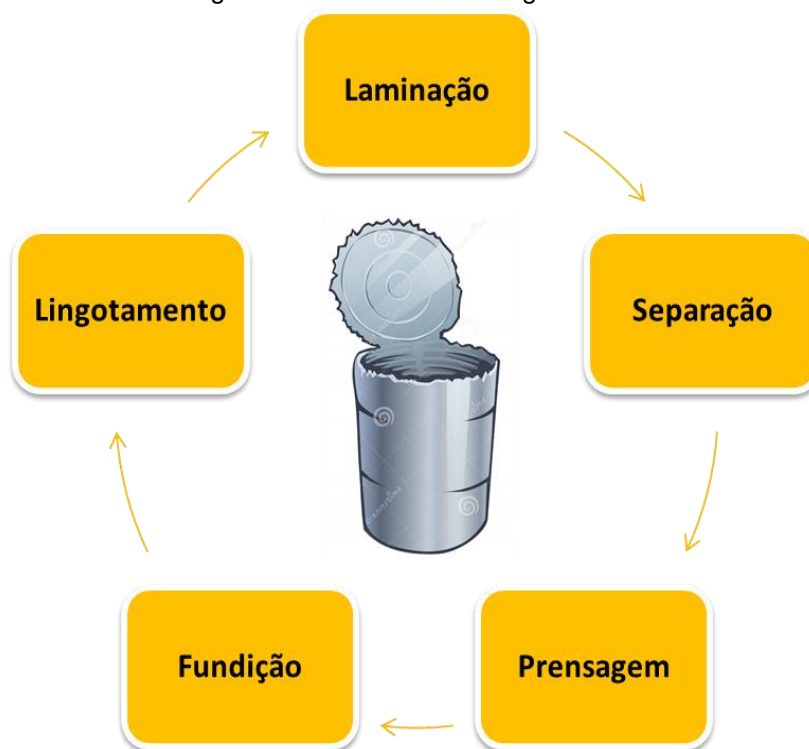 Laminação
Lingotamento
Separação
Fundição
Prensagem